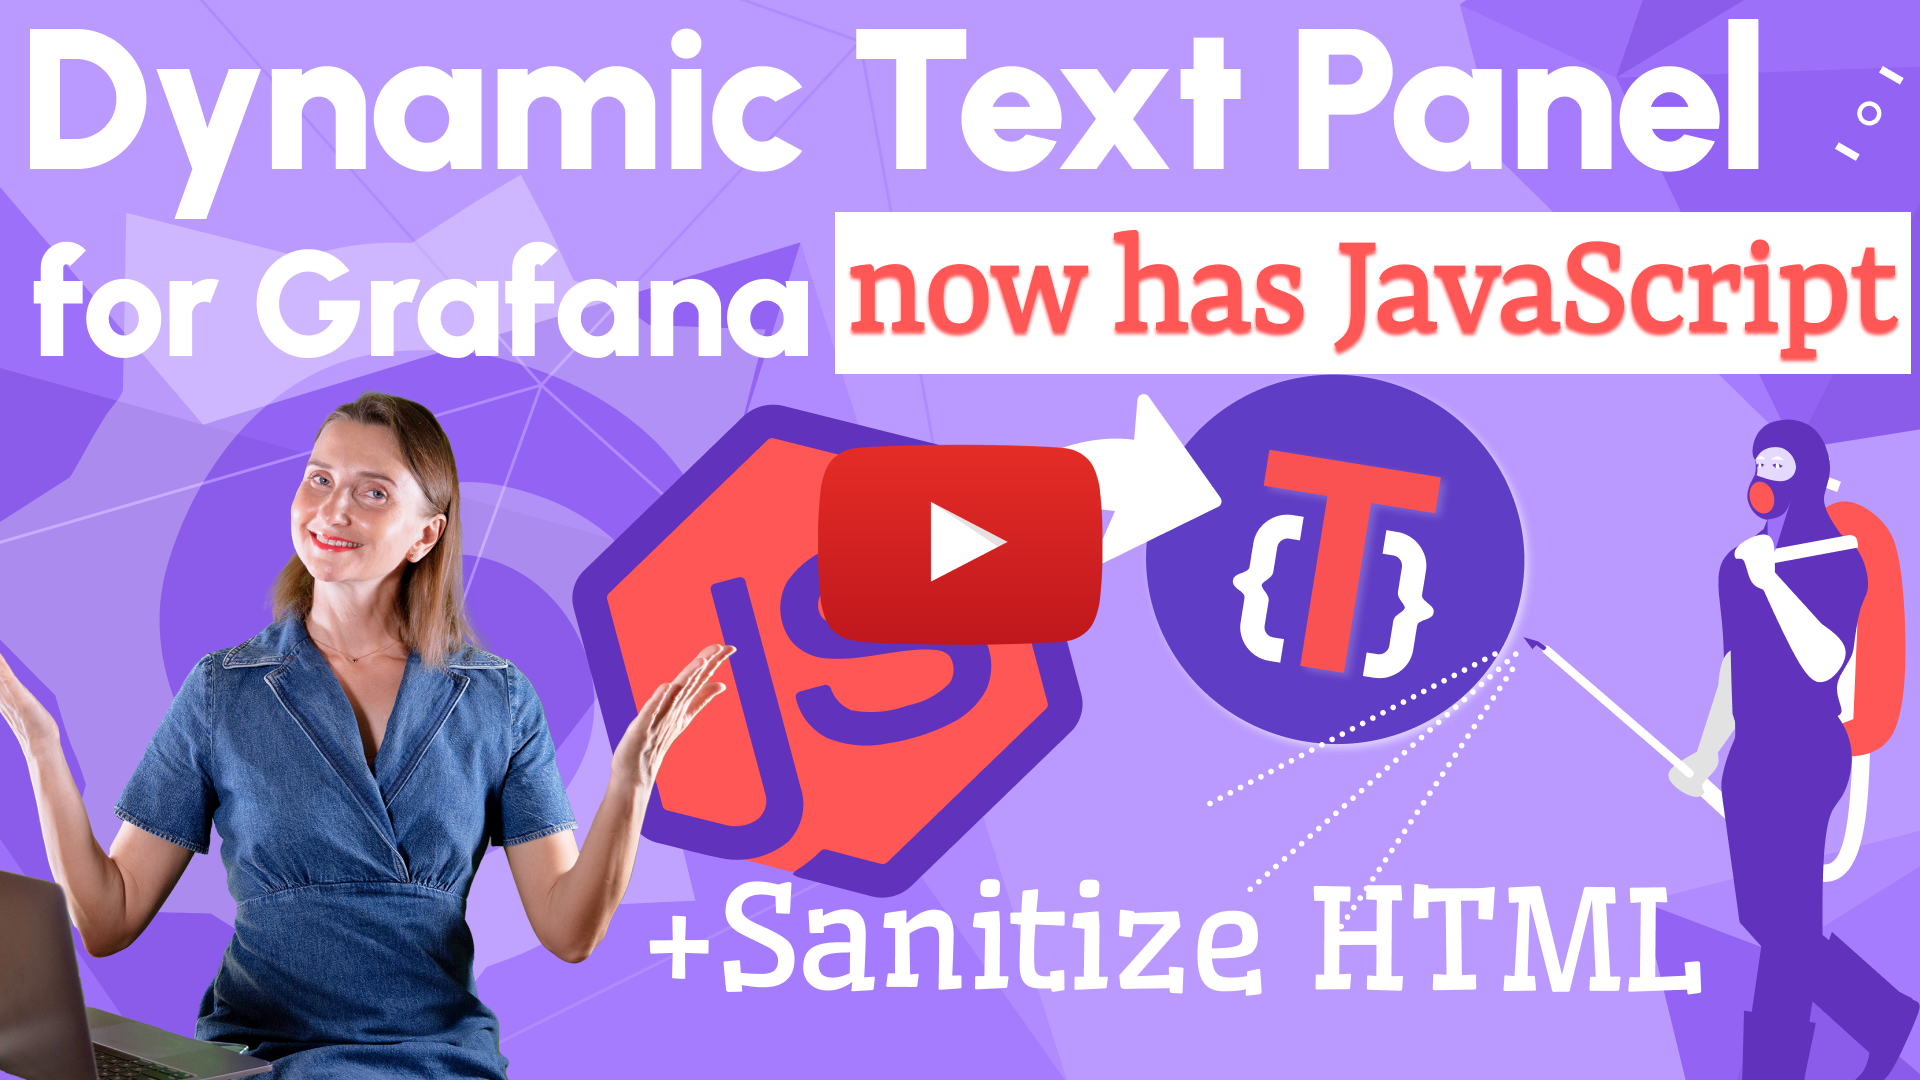 Dynamic Text Panel
for Grafana now has JavaScript
JS
{T}
+Sanitize HTML